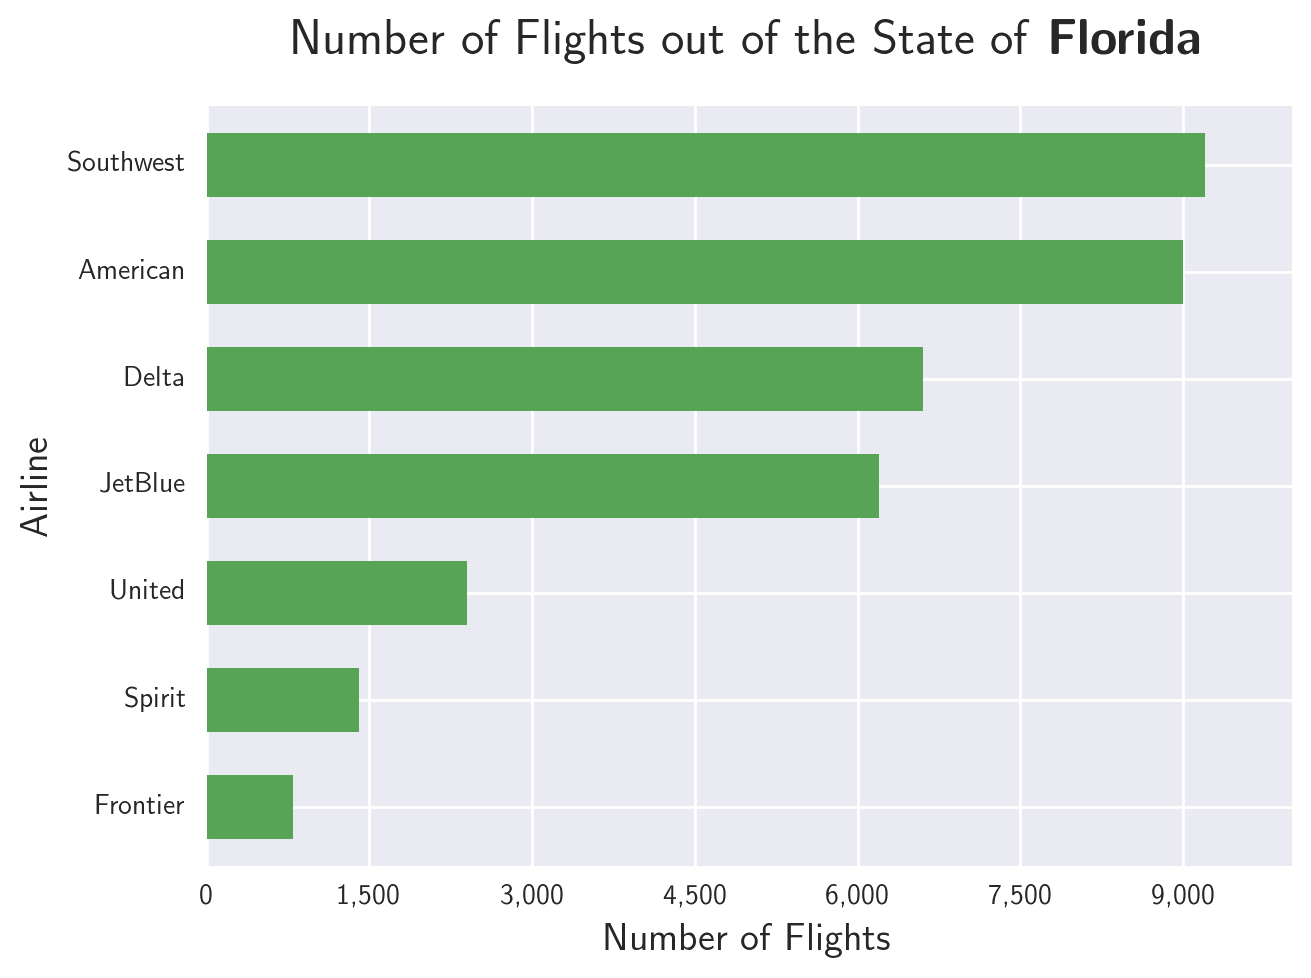 Number of Flights out of the State of Florida
Southwest
American
Delta
JetBlue
United
Spirit
Frontier
Airline
0 1,500 3,000 4,500 6,000 7,500 9,000
Number of Flights